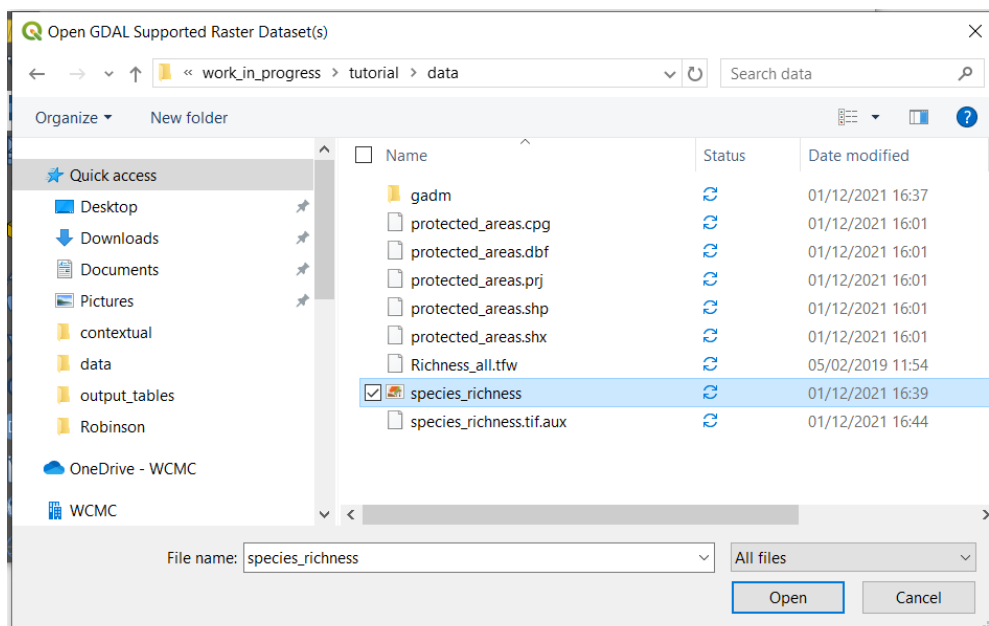 Open GDAL Supported Raster Dataset(s)
« work_in_progress > tutorial > data
Search data
Organize
New folder
?
Name
Status
Date modified
Quick access
Desktop
Downloads
Documents
Pictures
contextual
data
output_tables
Robinson
OneDrive - WCMC
WCMC
gadm 01/12/2021 16:37
protected_areas.cpg 01/12/2021 16:01
protected_areas.dbf 01/12/2021 16:01
protected_areas.prj 01/12/2021 16:01
protected_areas.shp 01/12/2021 16:01
protected_areas.shx 01/12/2021 16:01
Richness_all.tfw 05/02/2019 11:54
species_richness 01/12/2021 16:39
species_richness.tif.aux 01/12/2021 16:44
File name: species_richness
All files
Open
Cancel